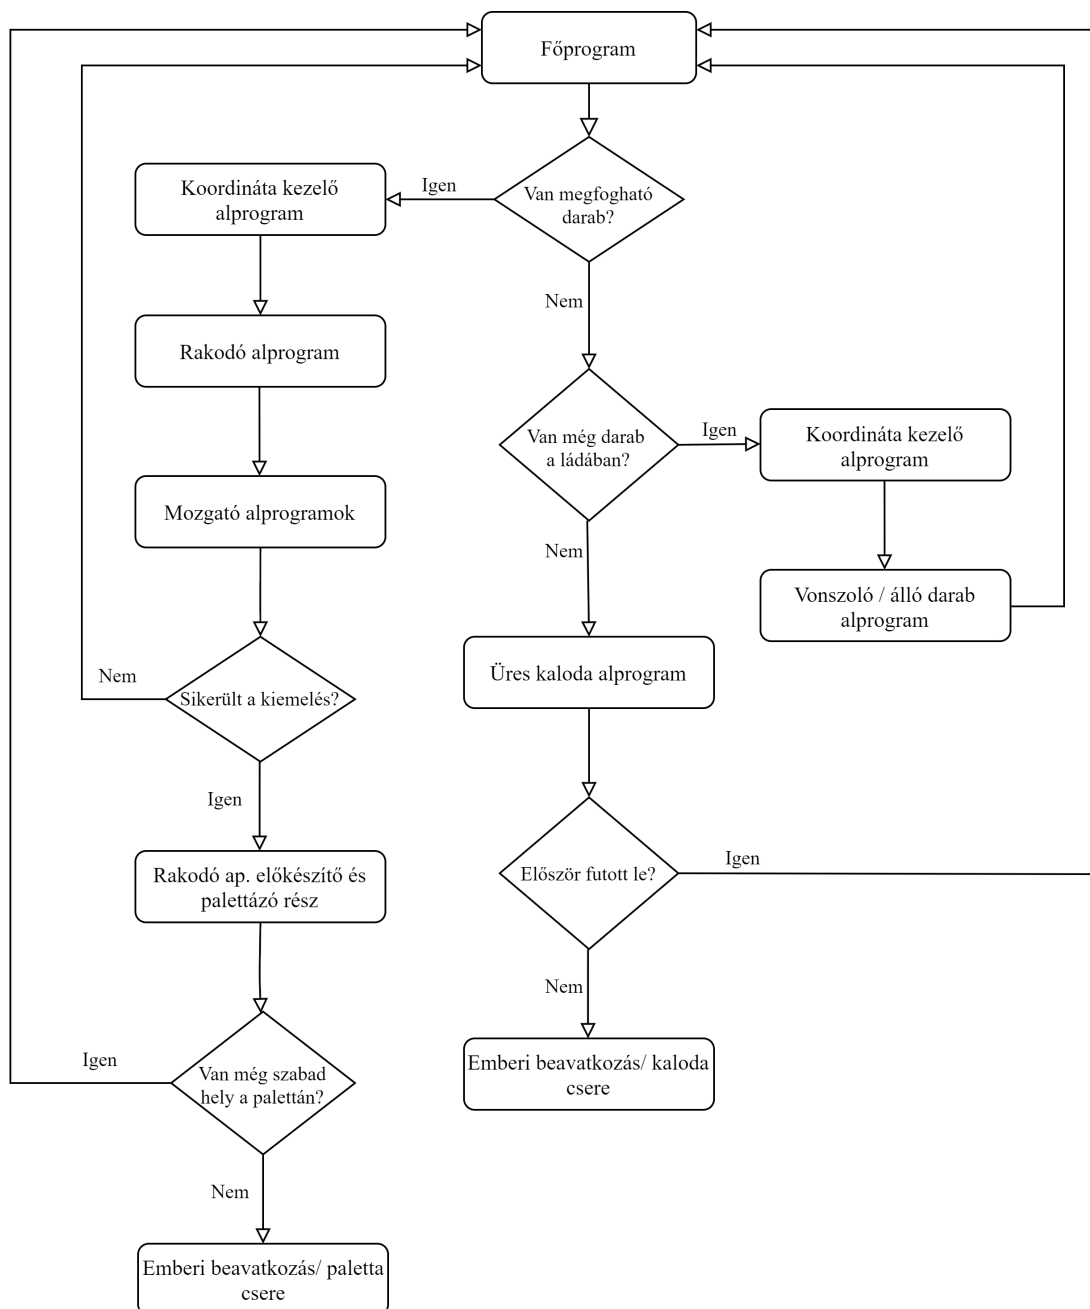 Főprogram
Van megfogható
darab?
Igen
Koordináta kezelő
alprogram
Rakodó alprogram
Mozgató alprogramok
Sikerült a kiemelés?
Nem
Igen
Rakodó ap. előkészítő és
palettázó rész
Van még szabad
hely a palettán?
Igen
Nem
Emberi beavatkozás/ paletta
csere
Nem
Van még darab
a ládában?
Igen
Koordináta kezelő
alprogram
Vonszoló / álló darab
alprogram
Nem
Üres kaloda alprogram
Először futott le?
Igen
Nem
Emberi beavatkozás/ kaloda
csere